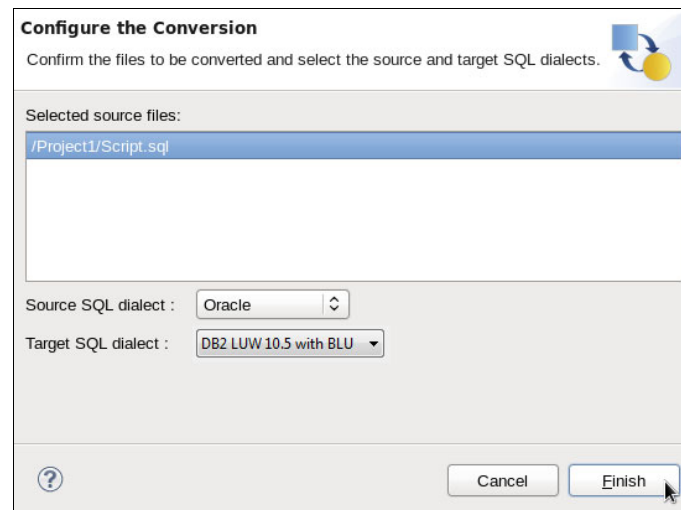 Configure the Conversion
Confirm the files to be converted and select the source and target SQL dialects.
Selected source files:
/Project1/Script.sql
Source SQL dialect : Oracle
Target SQL dialect : DB2 LUW 10.5 with BLU
? Cancel Finish